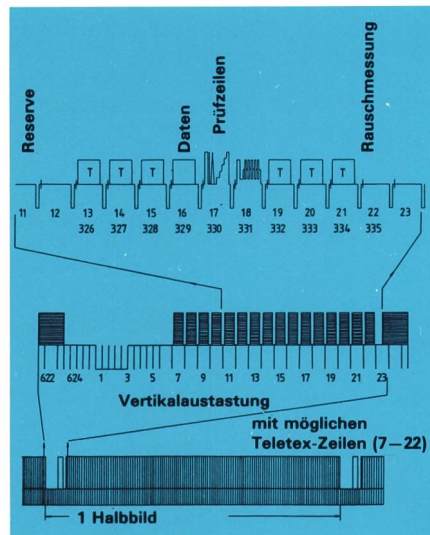 Reserve
Daten
Prüfzeilen
Rauschmessung
T T T T T T
11 12 13 14 15 16 17 18 19 20 21 22 23
326 327 328 329 330 331 332 333 334 335
622 624 1 3 5 7 9 11 13 15 17 19 21 23
Vertikalaustastung
mit möglichen
Teletex-Zeilen (7—22)
1 Halbbild